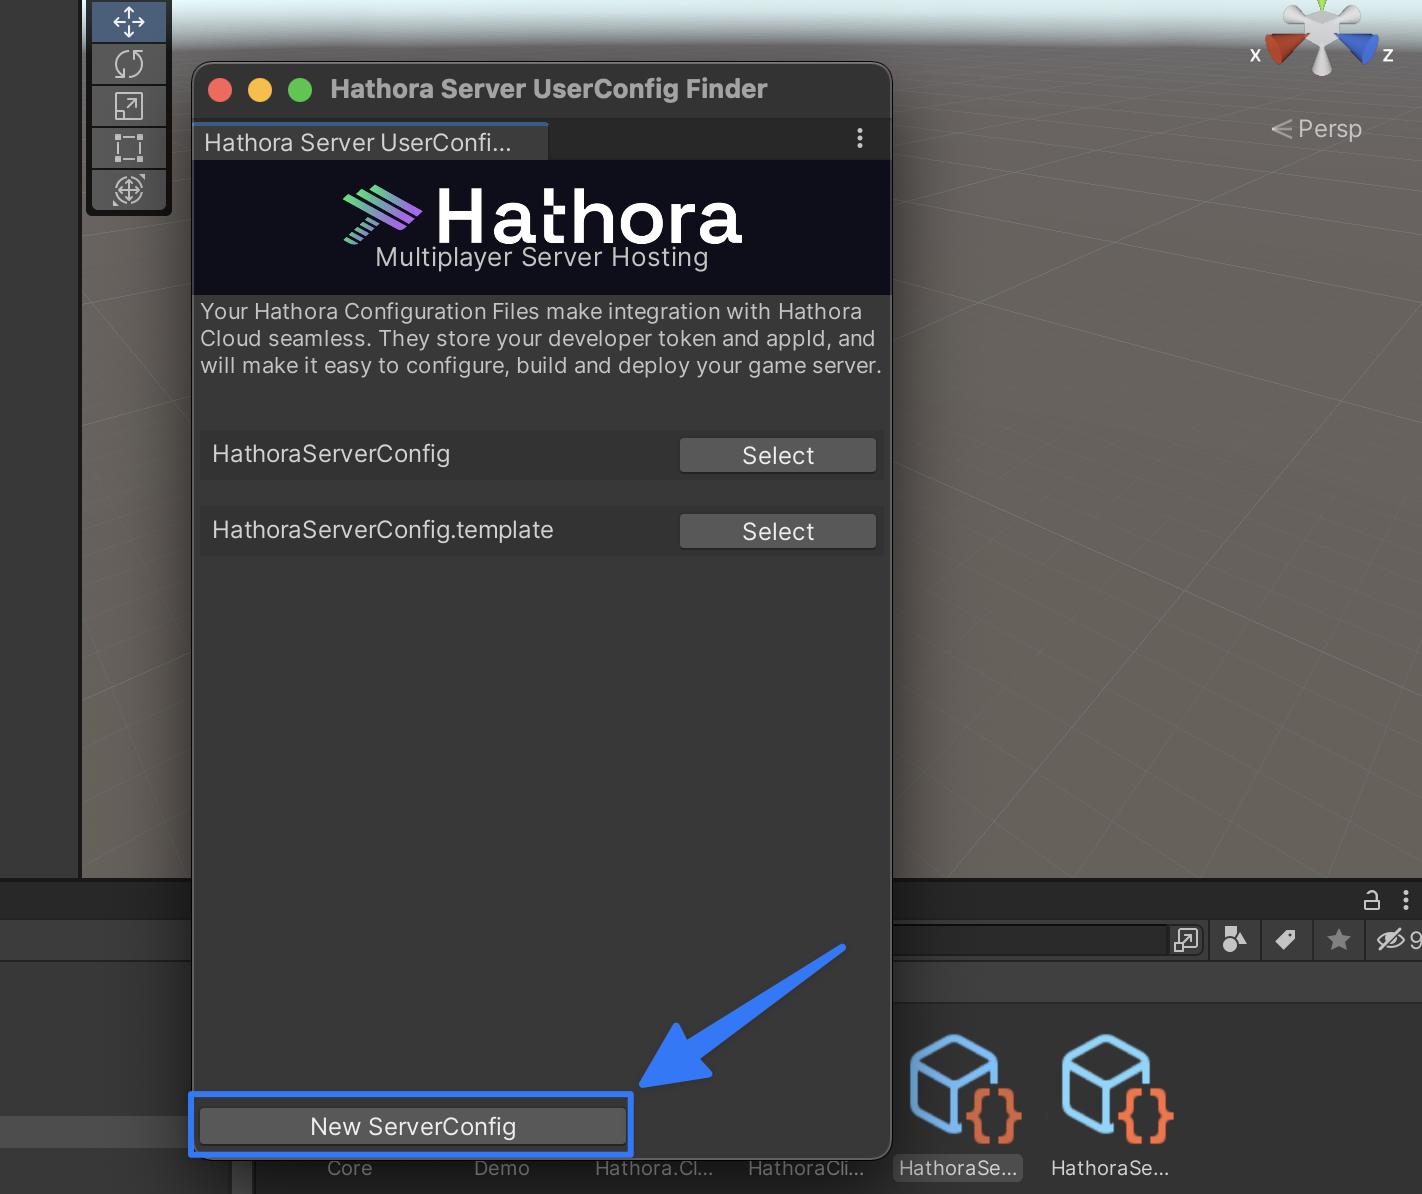 Hathora Server UserConfig Finder
X
Z
Persp
Hathora Server UserConfi...
Hathora
Multiplayer Server Hosting
Your Hathora Configuration Files make integration with Hathora
Cloud seamless. They store your developer token and appId, and
will make it easy to configure, build and deploy your game server.
HathoraServerConfig
Select
HathoraServerConfig.template
Select
9
New ServerConfig
Core
Demo
Hathora.Cl...
HathoraCli...
HathoraSe...
HathoraSe...